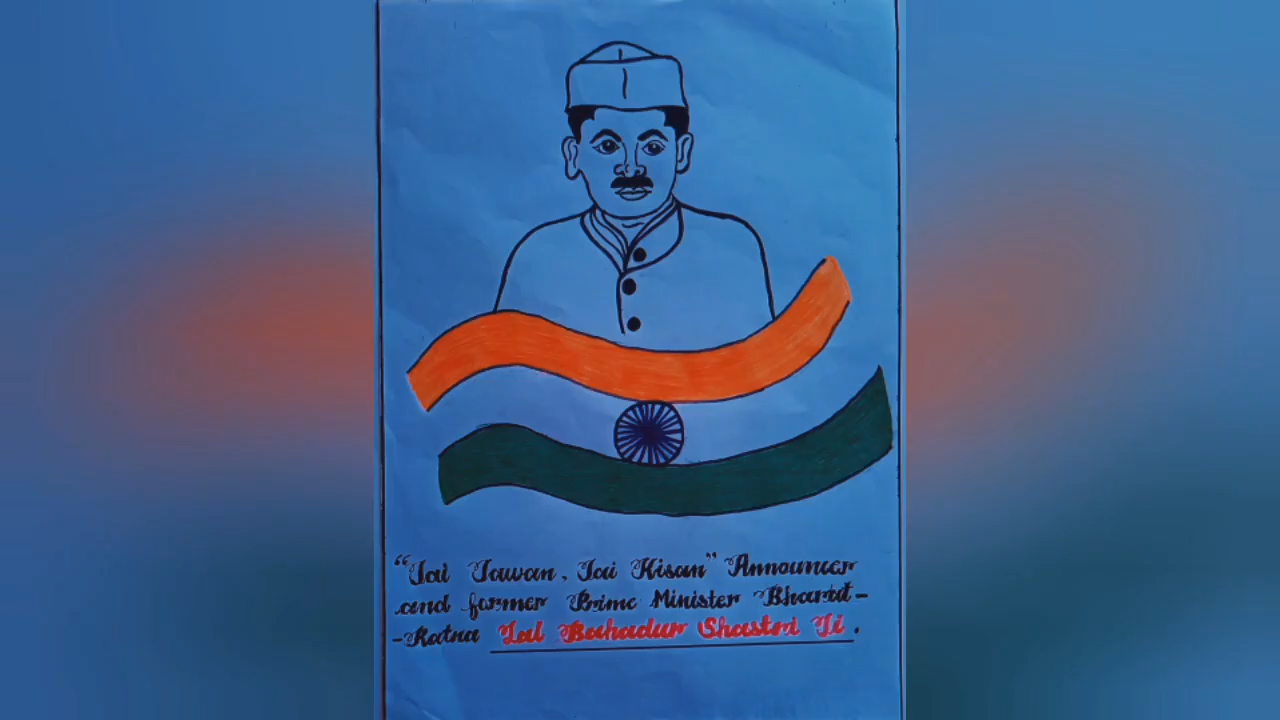 "Jai Jawan, Jai Kisan" Announcer
and former Prime Minister Bharat-
-Ratna Lal Bahadur Shastri Ji.